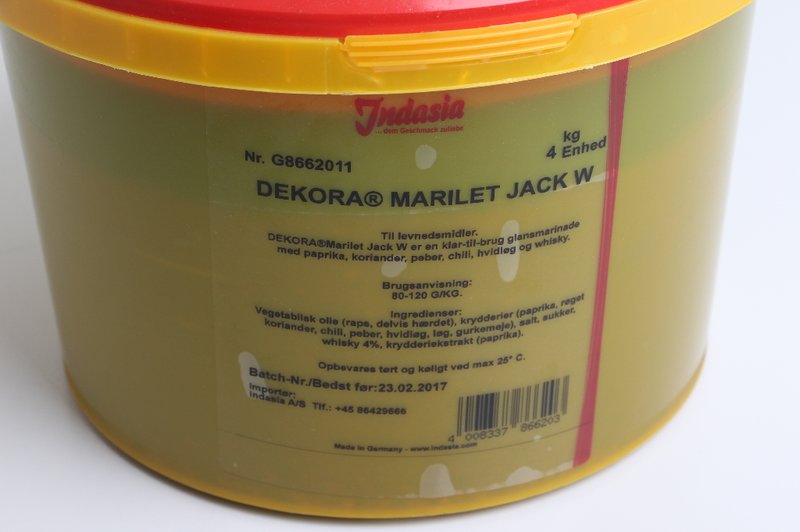 Indasia
...dem Geschmack zuliebe
Nr. G8662011
kg
4 Enhed
DEKORA® MARILET JACK W
Til levnedsmidler.
DEKORA®Marilet Jack W er en klar-til-brug glansmarinade
med paprika, koriander, peber, chili, hvidløg og whisky.
Brugsanvisning:
80-120 G/KG.
Ingredienser:
Vegetabilsk olie (raps, delvis hærdet), krydderier (paprika, røget
koriander, chili, peber, hvidløg, løg, gurkemeje), salt, sukker,
whisky 4%, krydderiekstrakt (paprika).
Opbevares tørt og køligt ved max 25° C.
Batch-Nr./Bedst før:23.02.2017
Importør:
Indasia A/S Tlf.: +45 86429666
4 008337 866203
Made in Germany - www.indasia.com